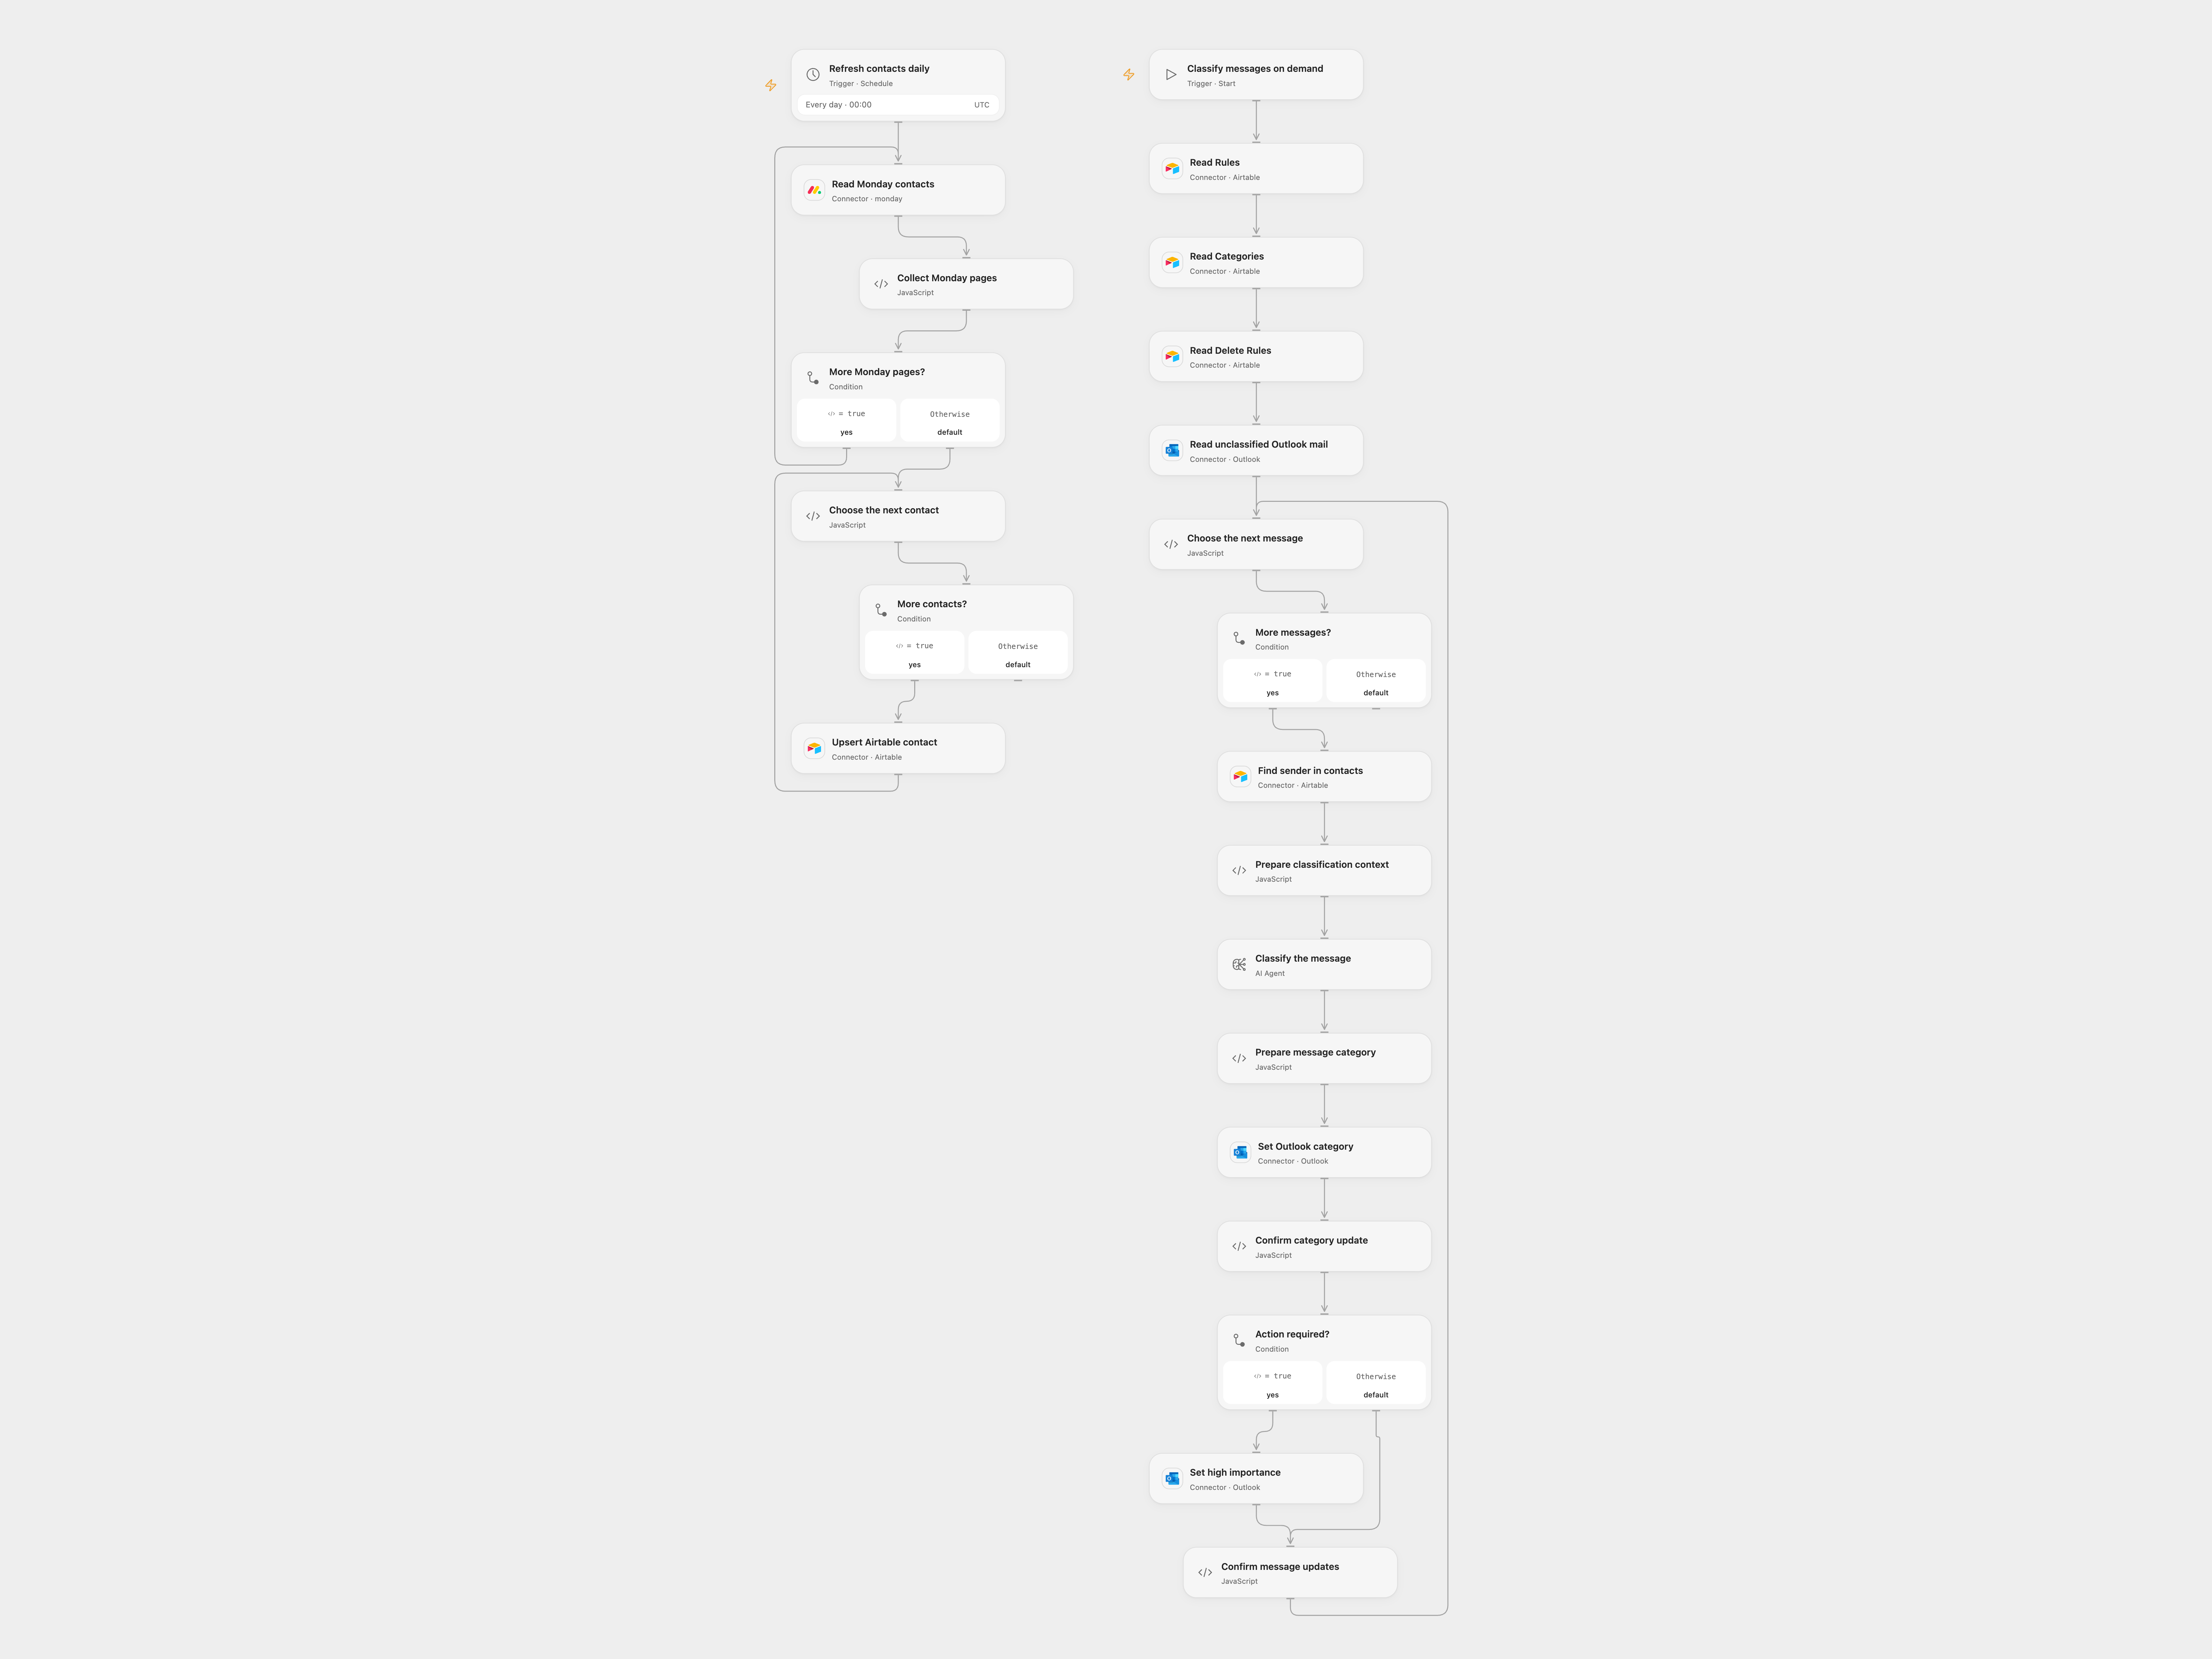 Refresh contacts daily
Trigger · Schedule
Every day · 00:00 UTC
Read Monday contacts
Connector · monday
Collect Monday pages
JavaScript
More Monday pages?
Condition
</> = true Otherwise
yes default
Choose the next contact
JavaScript
More contacts?
Condition
</> = true Otherwise
yes default
Upsert Airtable contact
Connector · Airtable
Classify messages on demand
Trigger · Start
Read Rules
Connector · Airtable
Read Categories
Connector · Airtable
Read Delete Rules
Connector · Airtable
Read unclassified Outlook mail
Connector · Outlook
Choose the next message
JavaScript
More messages?
Condition
</> = true Otherwise
yes default
Find sender in contacts
Connector · Airtable
Prepare classification context
JavaScript
Classify the message
AI Agent
Prepare message category
JavaScript
Set Outlook category
Connector · Outlook
Confirm category update
JavaScript
Action required?
Condition
</> = true Otherwise
yes default
Set high importance
Connector · Outlook
Confirm message updates
JavaScript